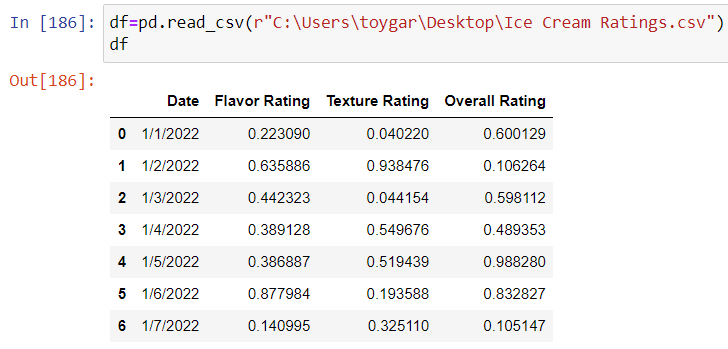 In [186]: df=pd.read_csv(r"C:\Users\toygar\Desktop\Ice Cream Ratings.csv")
df
Out[186]:
Date Flavor Rating Texture Rating Overall Rating
0 1/1/2022 0.223090 0.040220 0.600129
1 1/2/2022 0.635886 0.938476 0.106264
2 1/3/2022 0.442323 0.044154 0.598112
3 1/4/2022 0.389128 0.549676 0.489353
4 1/5/2022 0.386887 0.519439 0.988280
5 1/6/2022 0.877984 0.193588 0.832827
6 1/7/2022 0.140995 0.325110 0.105147